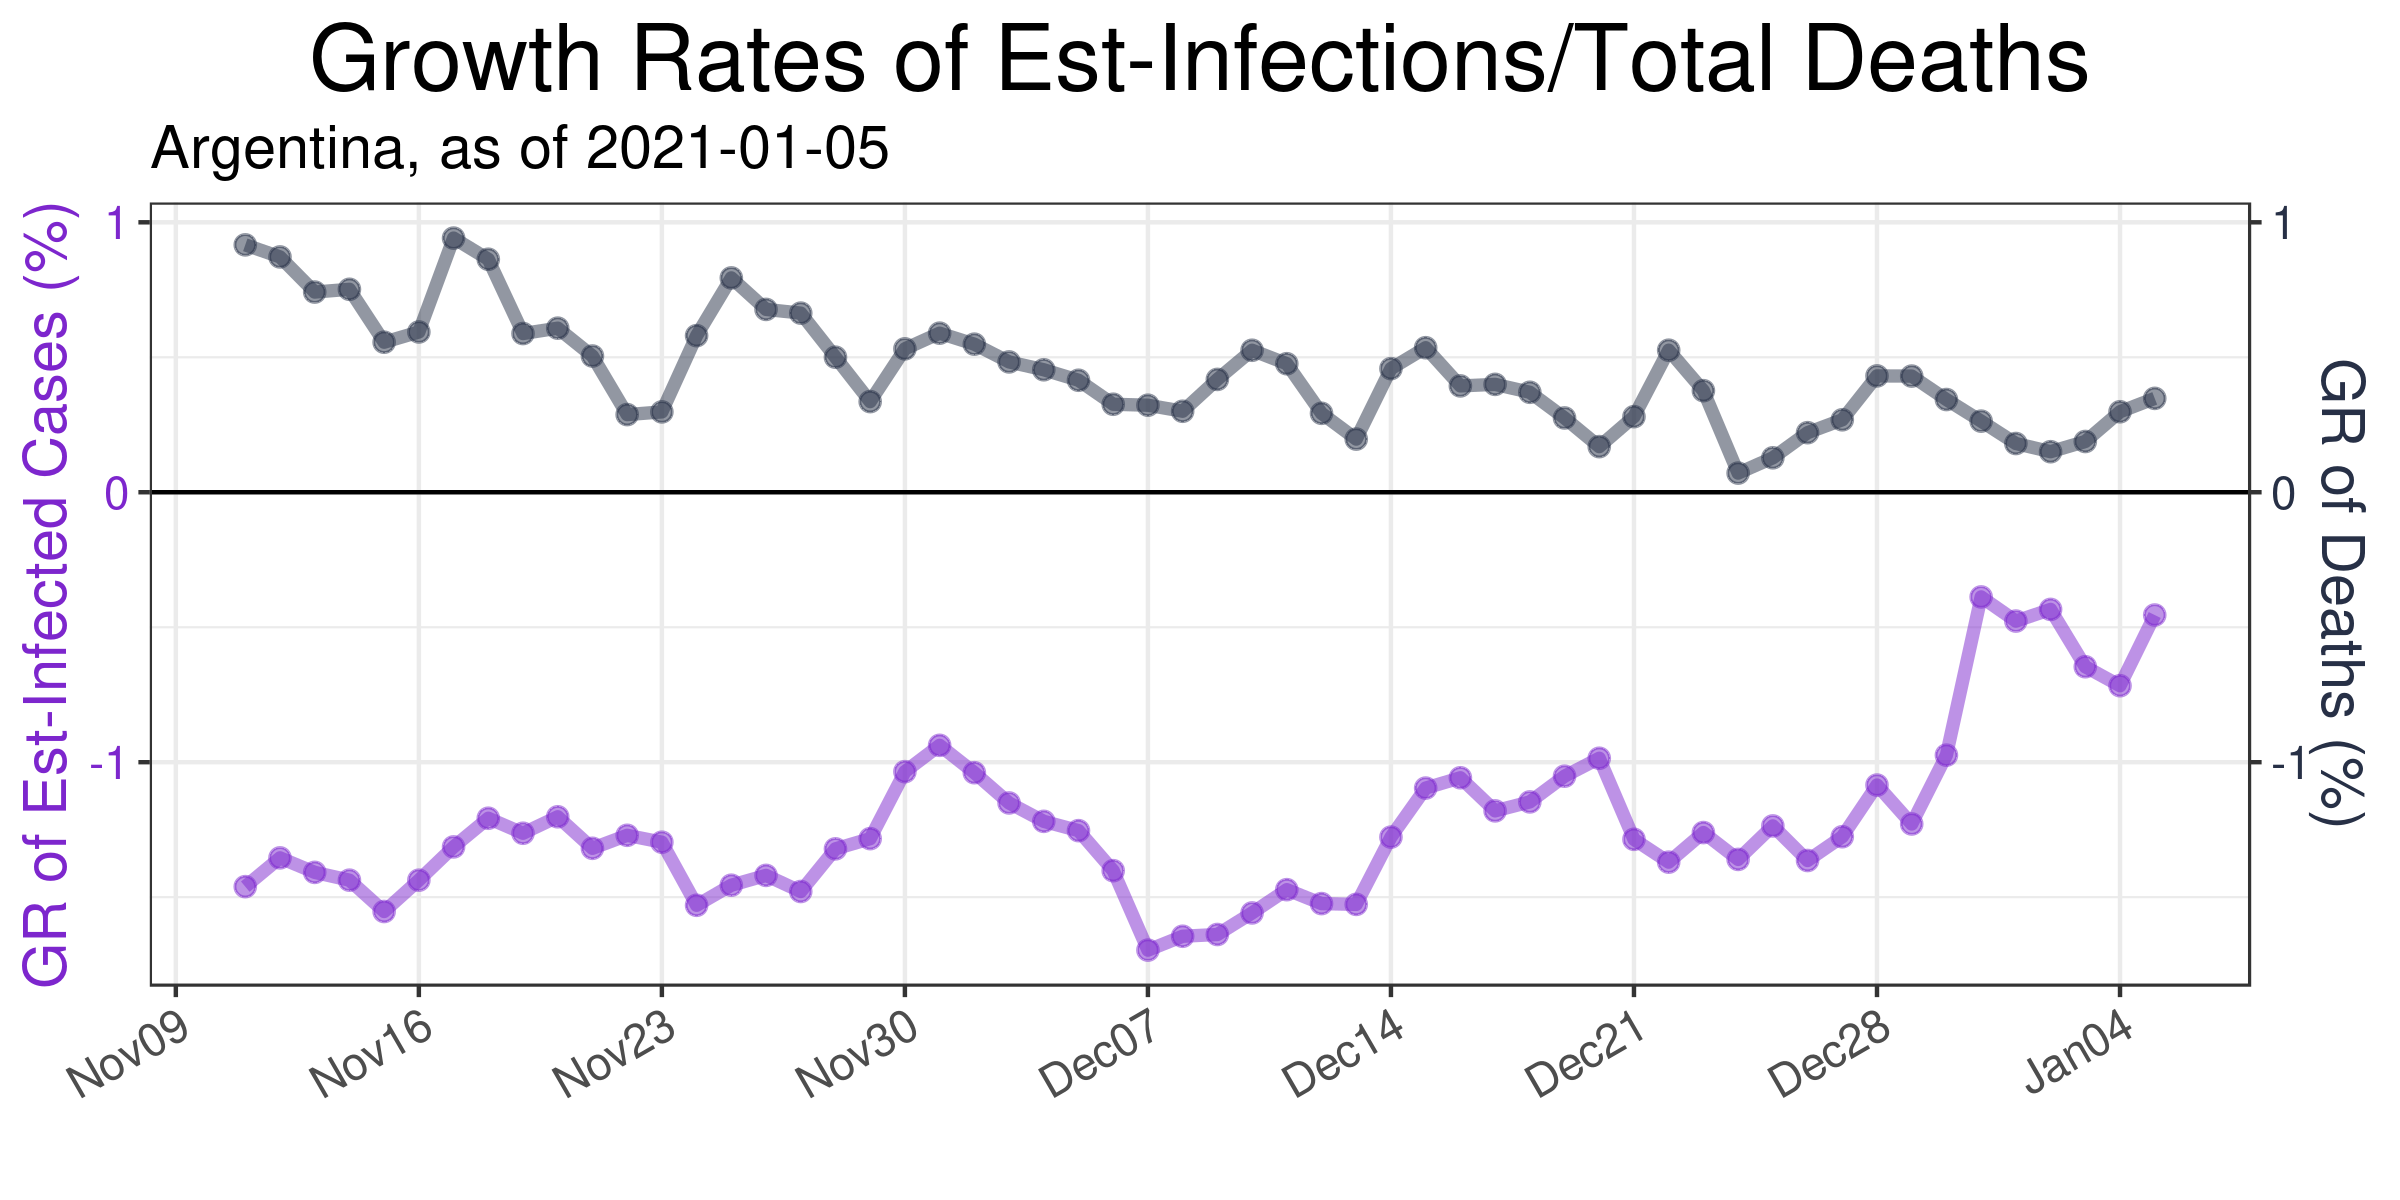 Growth Rates of Est-Infections/Total Deaths
Argentina, as of 2021-01-05
GR of Est-Infected Cases (%)
1
0
-1
1
0
-1
GR of Deaths (%)
Nov09
Nov16
Nov23
Nov30
Dec07
Dec14
Dec21
Dec28
Jan04